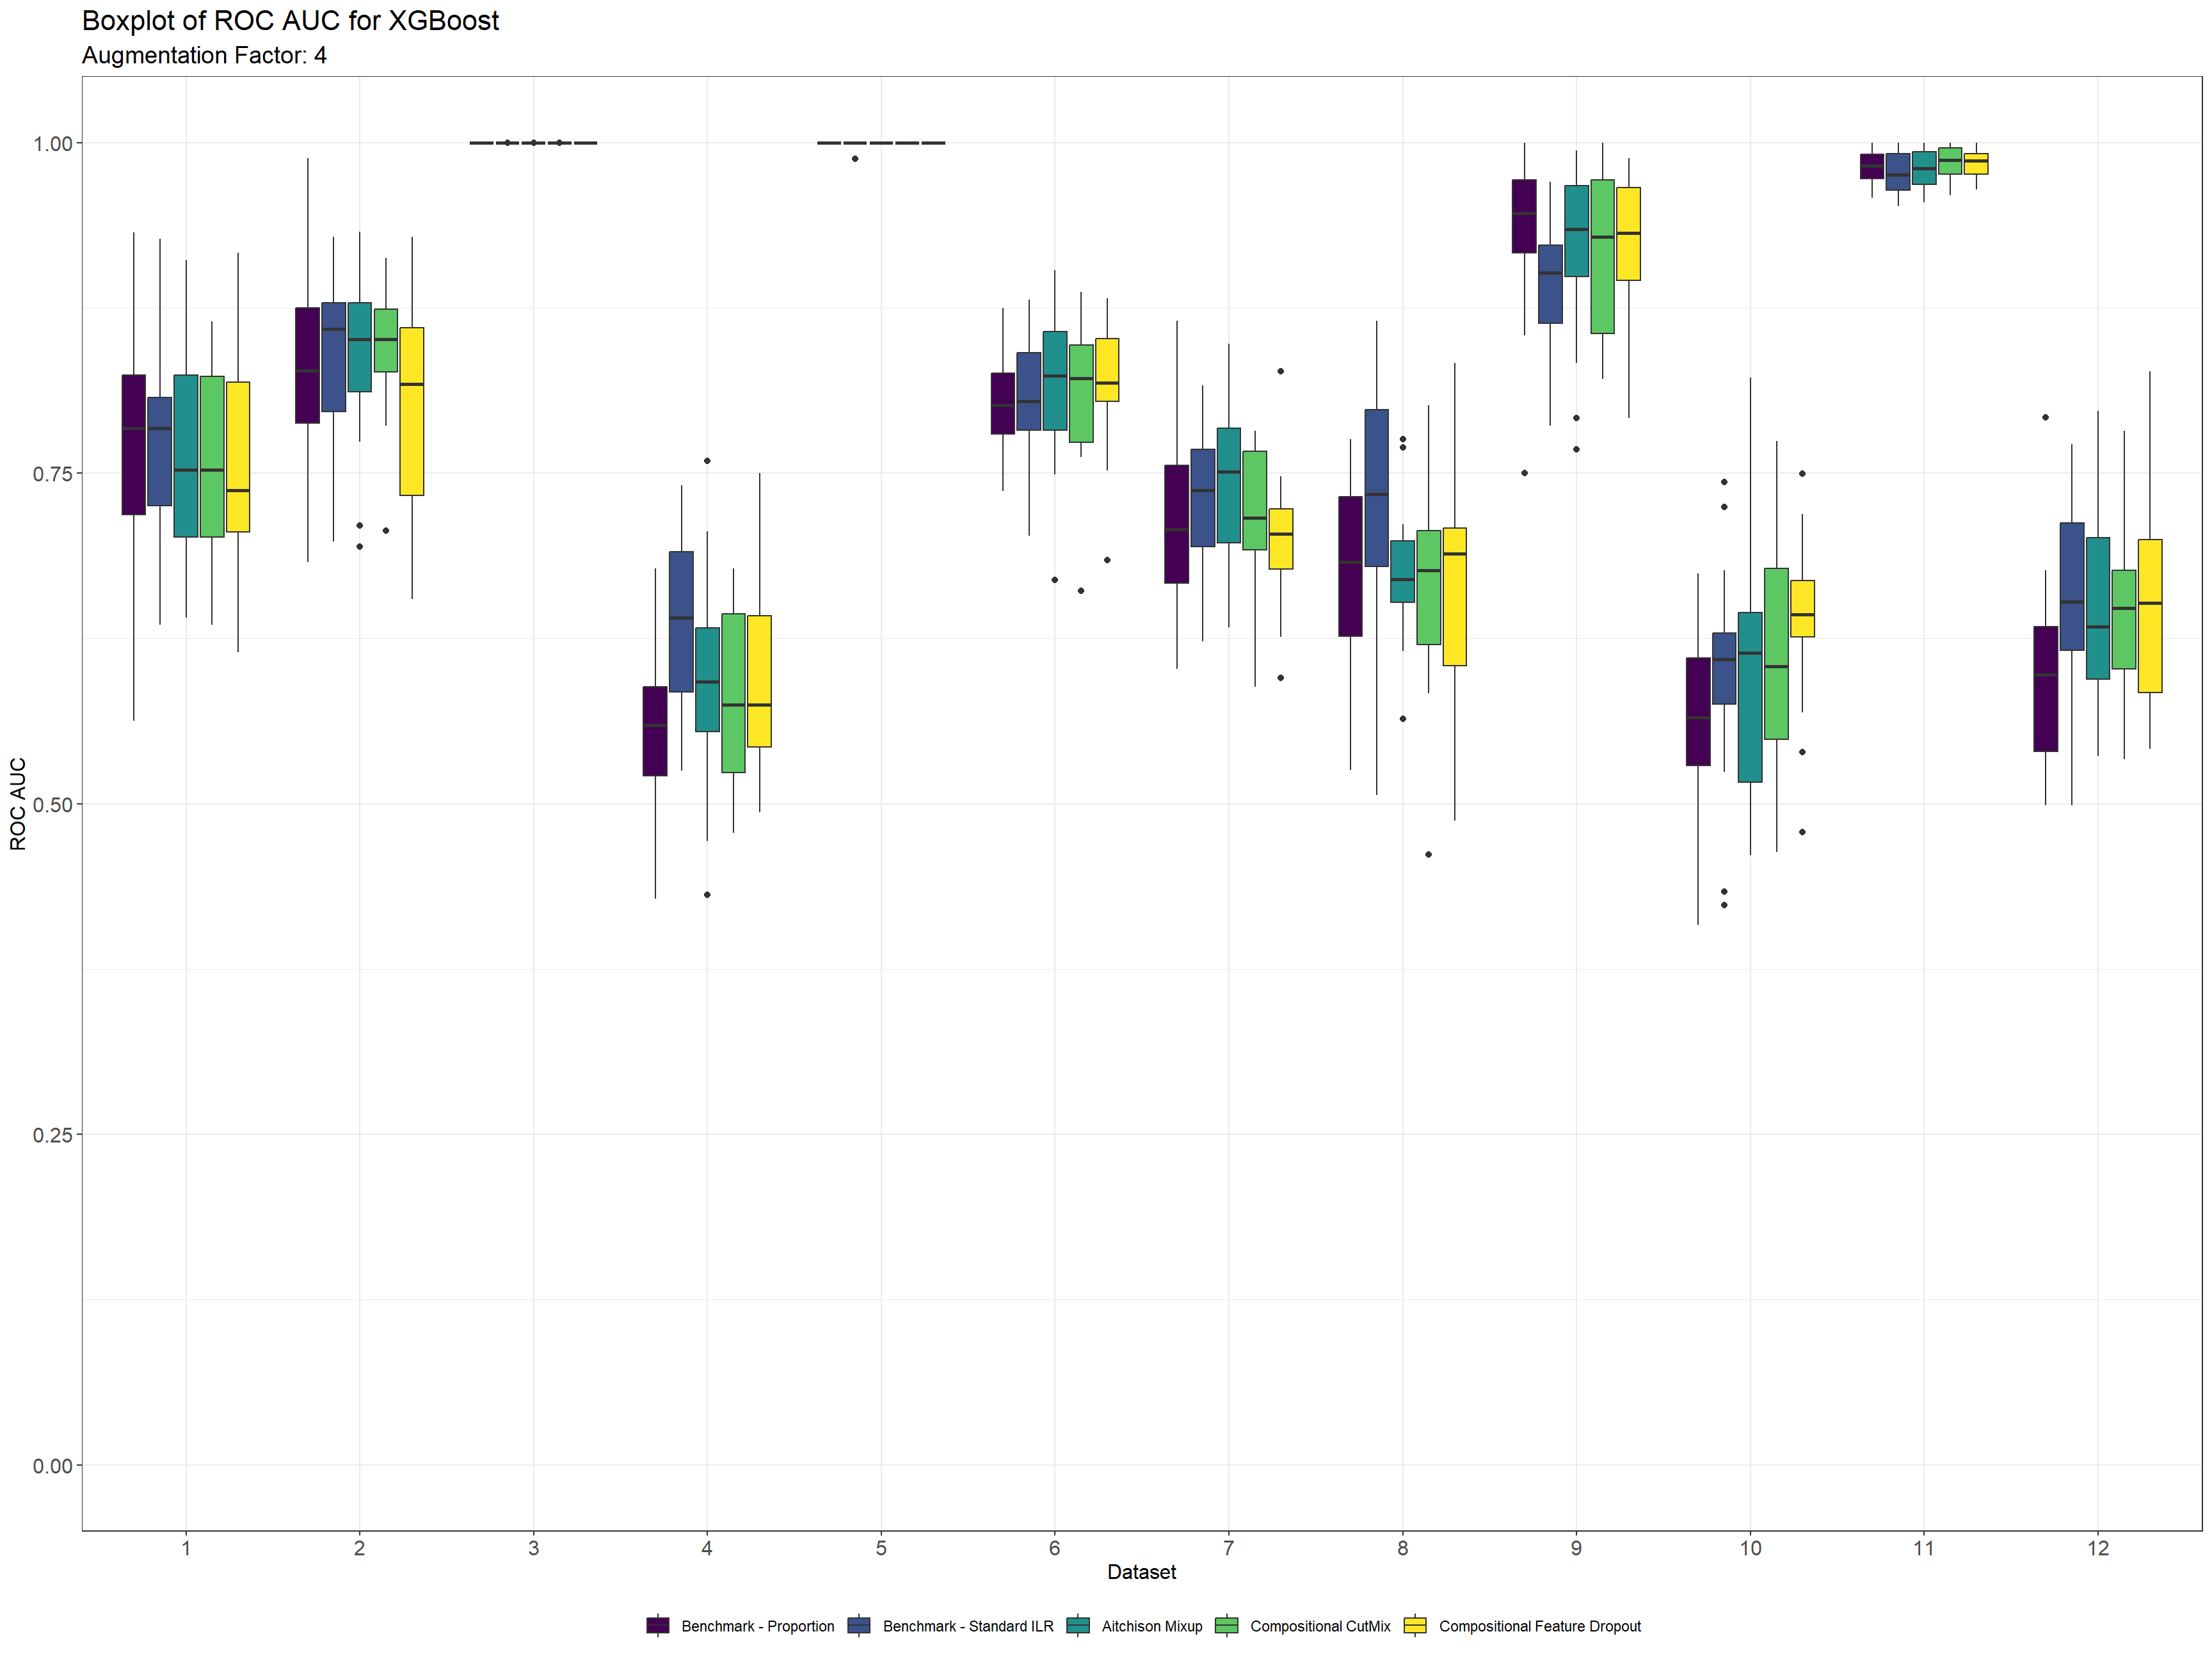 Boxplot of ROC AUC for XGBoost
Augmentation Factor: 4
1.00
0.75
0.50
0.25
0.00
ROC AUC
1 2 3 4 5 6 7 8 9 10 11 12
Dataset
Benchmark - Proportion Benchmark - Standard ILR Aitchison Mixup Compositional CutMix Compositional Feature Dropout